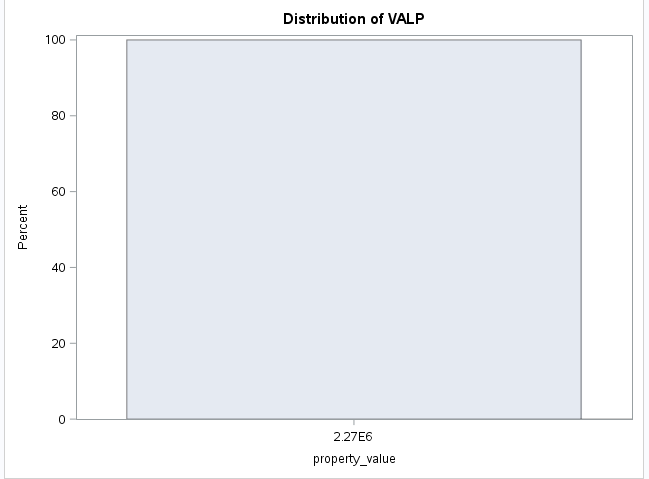 Distribution of VALP
100
80
60
40
20
0
Percent
2.27E6
property_value